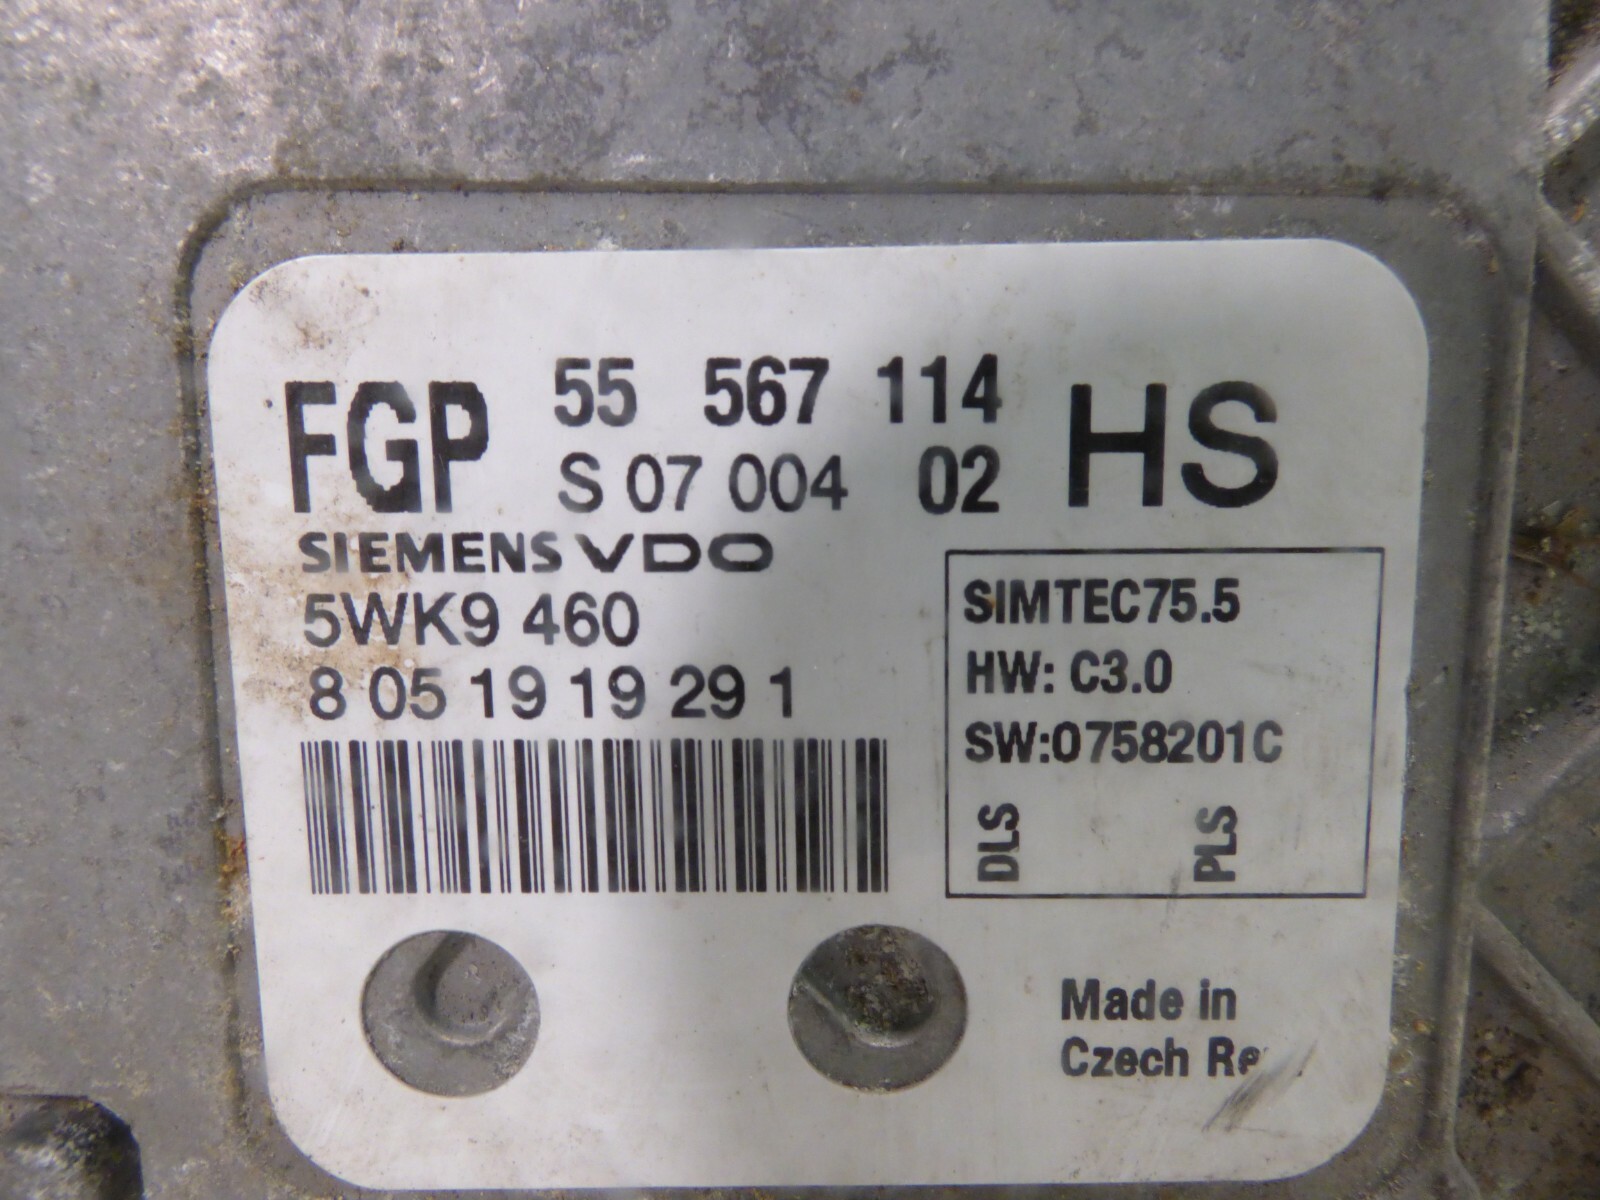 FGP 55 567 114 HS
S 07 004 02
SIEMENS VDO
5WK9 460
8 05 19 19 29 1
SIMTEC75.5
HW: C3.0
SW:0758201C
DLS PLS
Made in
Czech